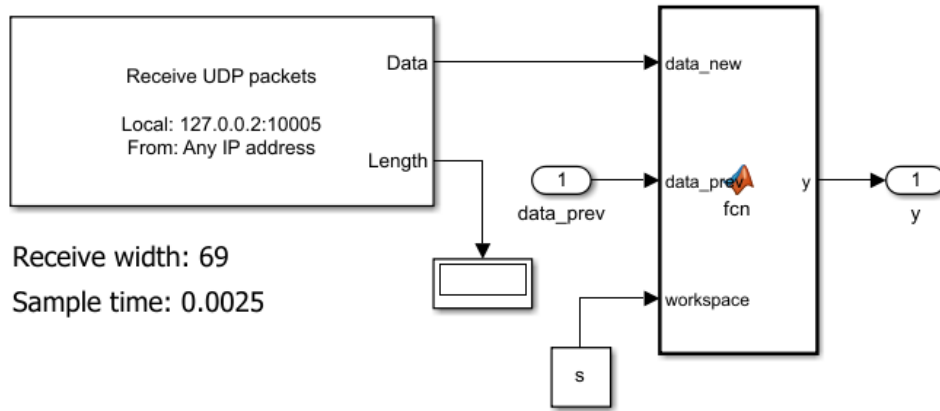 Receive UDP packets
Local: 127.0.0.2:10005
From: Any IP address
Data
Length
data_new
data_prev
workspace
fcn
y
1
data_prev
1
y
s
Receive width: 69
Sample time: 0.0025